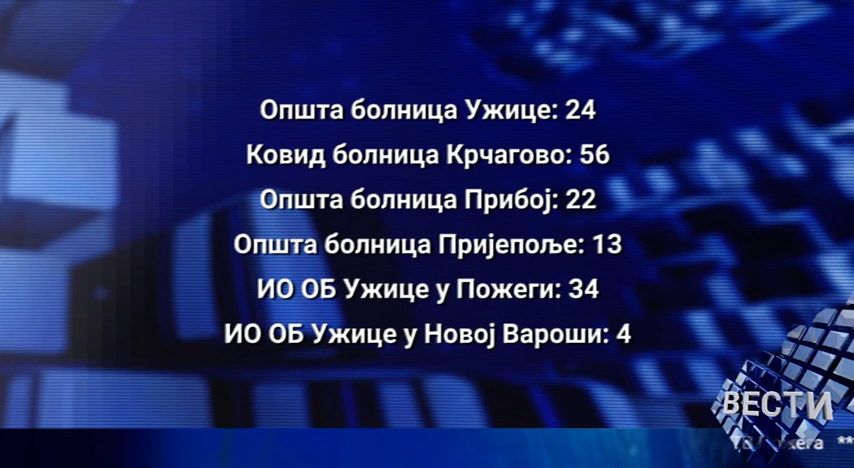 Општа болница Ужице: 24
Ковид болница Крчагово: 56
Општа болница Прибој: 22
Општа болница Пријепоље: 13
ИО ОБ Ужице у Пожеги: 34
ИО ОБ Ужице у Новој Вароши: 4
ВЕСТИ
**